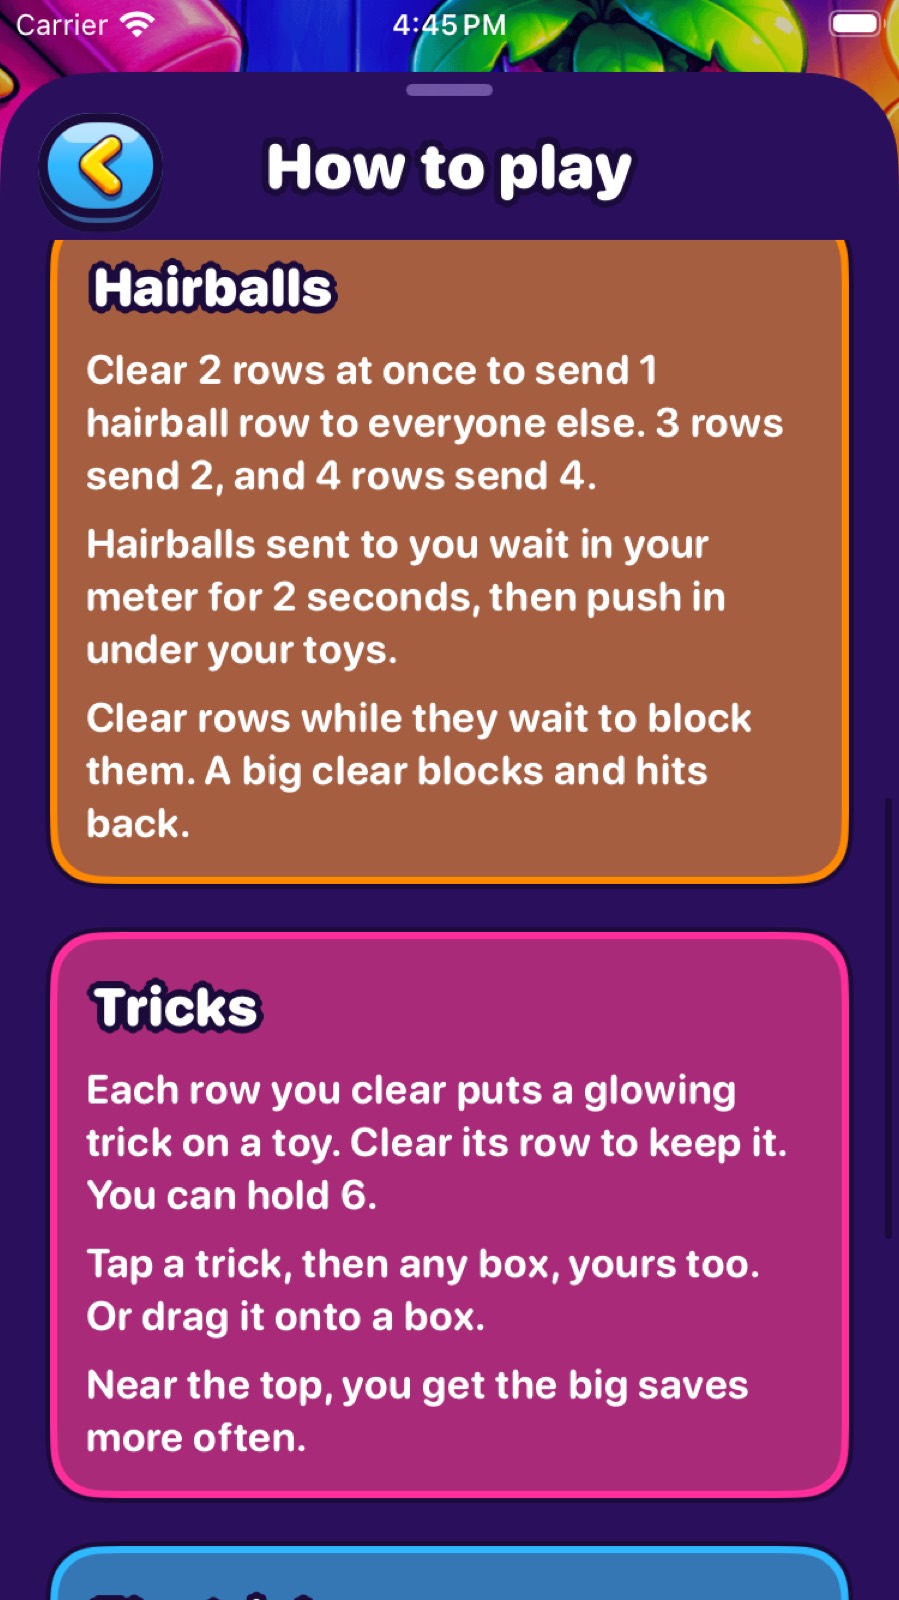 Carrier 4:45 PM
How to play
Hairballs
Clear 2 rows at once to send 1
hairball row to everyone else. 3 rows
send 2, and 4 rows send 4.
Hairballs sent to you wait in your
meter for 2 seconds, then push in
under your toys.
Clear rows while they wait to block
them. A big clear blocks and hits
back.
Tricks
Each row you clear puts a glowing
trick on a toy. Clear its row to keep it.
You can hold 6.
Tap a trick, then any box, yours too.
Or drag it onto a box.
Near the top, you get the big saves
more often.